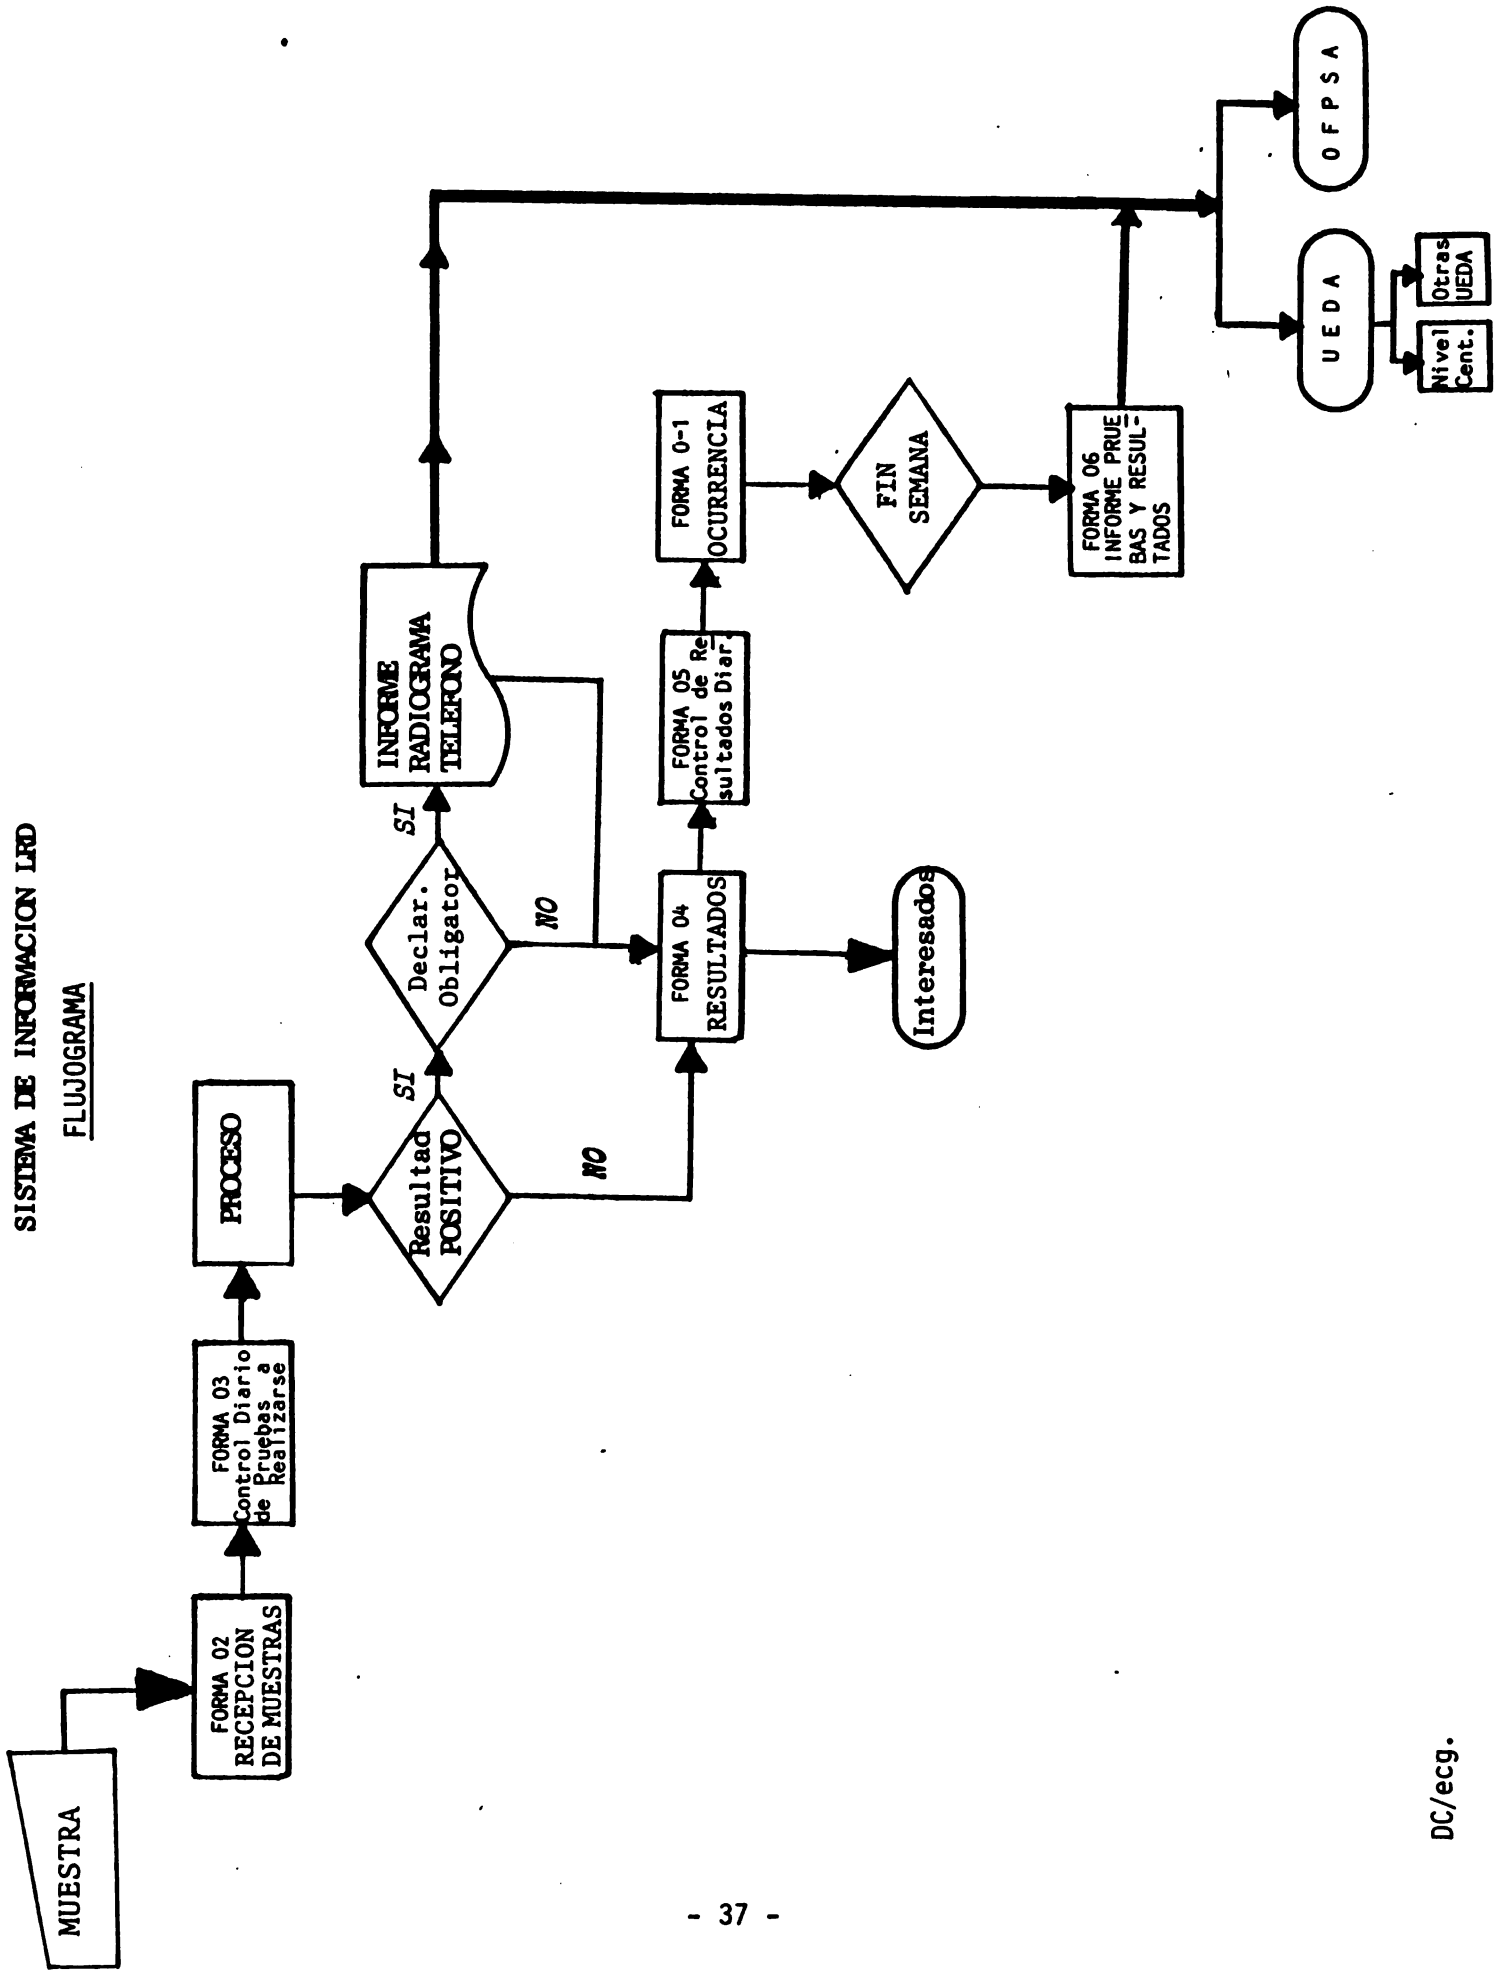 SISTEMA DE INFORMACION LRD
FLUJOGRAMA
MUESTRA
FORMA 02
RECEPCION
DE MUESTRAS
FORMA 03
Control Diario
de Pruebas a
Realizarse
PROCESO
Resultad
POSITIVO
SI
NO
Declar.
Obligator
SI
NO
INFORME
RADIOGRAMA
TELEFONO
FORMA 04
RESULTADOS
Interesados
FORMA 05
Control de Re
sultados Diar.
FORMA 0-1
OCURRENCIA
FIN
SEMANA
FORMA 06
INFORME PRUE
BAS Y RESUL-
TADOS
U E D A
O F P S A
Nivel
Cent.
Otras
UEDA
DC/ecg.
- 37 -